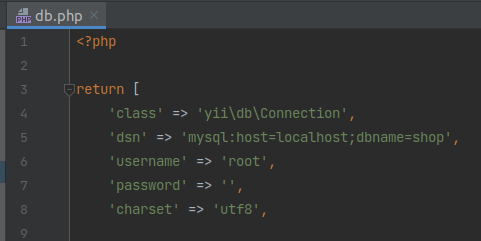 db.php
1 <?php
2
3 return [
4 'class' => 'yii\db\Connection',
5 'dsn' => 'mysql:host=localhost;dbname=shop',
6 'username' => 'root',
7 'password' => '',
8 'charset' => 'utf8',
9